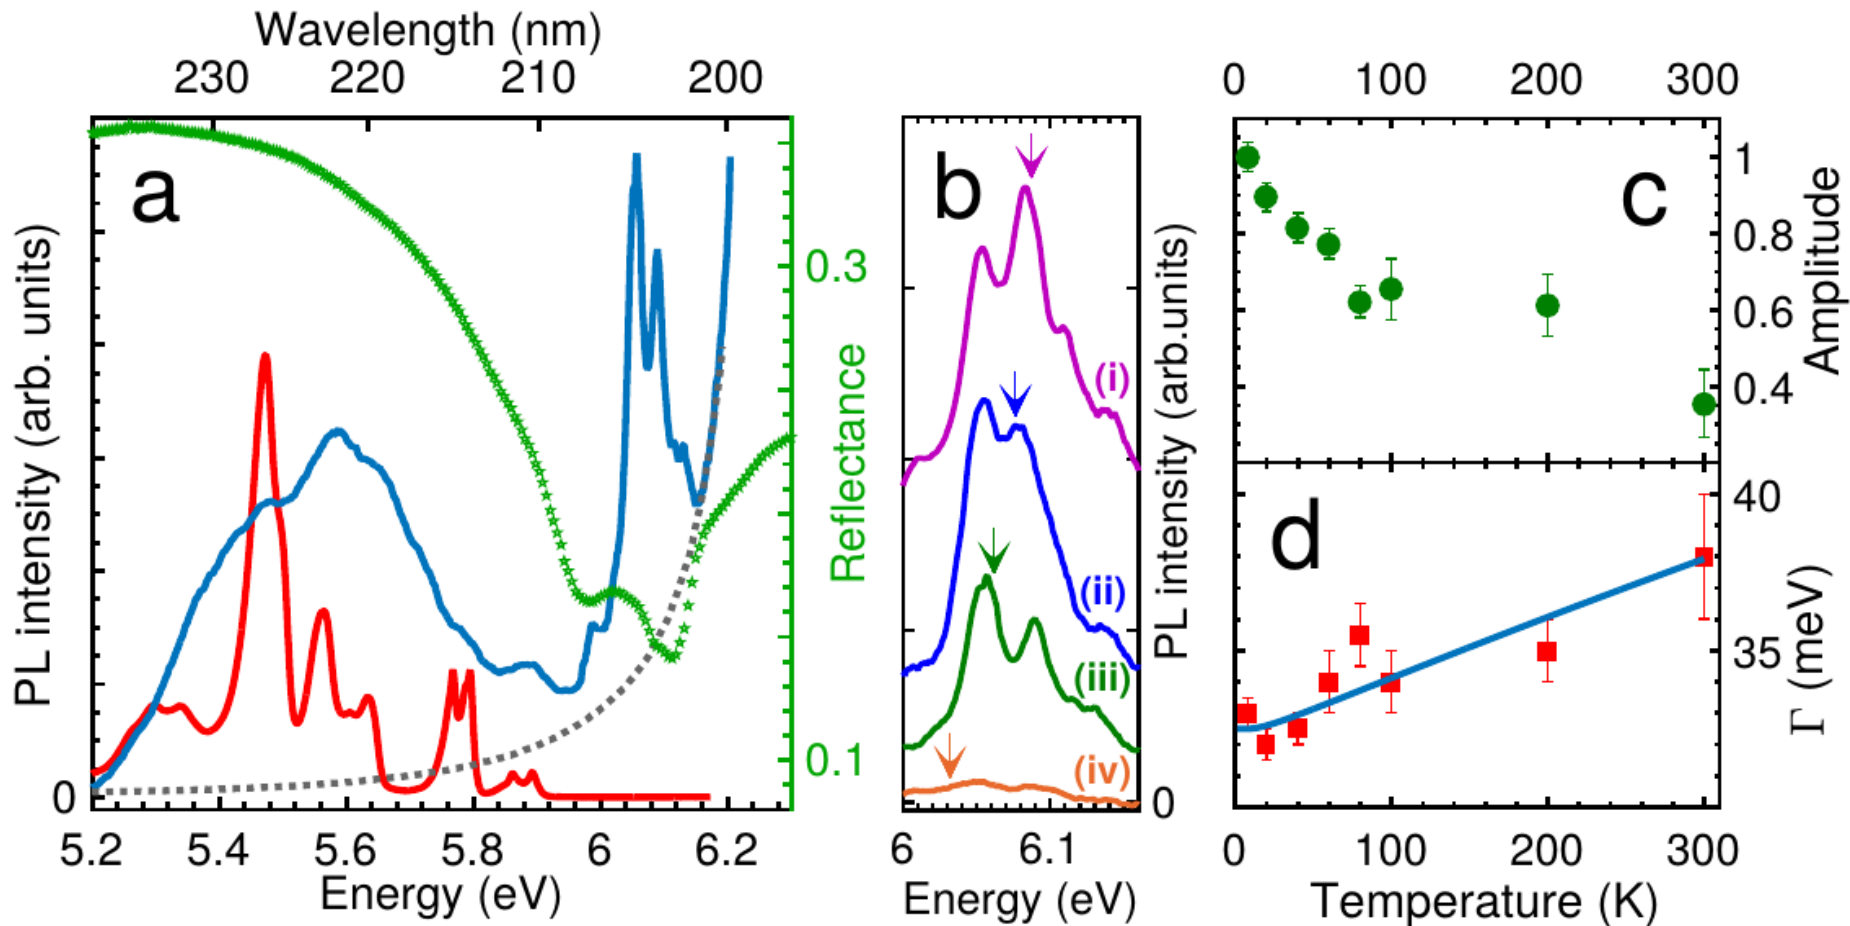 Wavelength (nm)
230 220 210 200
a
PL intensity (arb. units)
0
5.2 5.4 5.6 5.8 6 6.2
Energy (eV)
0.3
0.1
Reflectance
b
(i)
(ii)
(iii)
(iv)
PL intensity (arb.units)
0
6 6.1
Energy (eV)
0 100 200 300
c
1
0.8
0.6
0.4
Amplitude
d
40
35
Γ (meV)
0 100 200 300
Temperature (K)